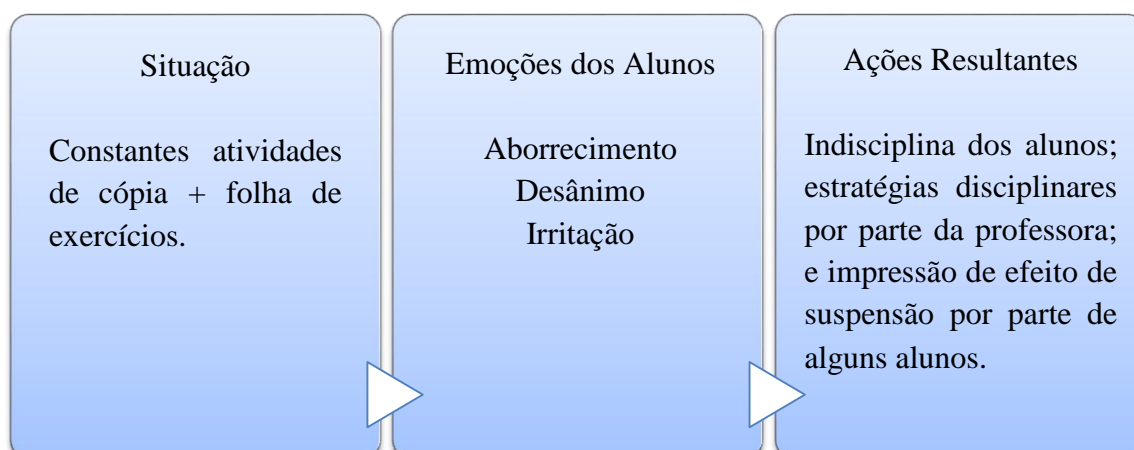 Situação
Constantes atividades
de cópia + folha de
exercícios.
Emoções dos Alunos
Aborrecimento
Desânimo
Irritação
Ações Resultantes
Indisciplina dos alunos;
estratégias disciplinares
por parte da professora;
e impressão de efeito de
suspensão por parte de
alguns alunos.